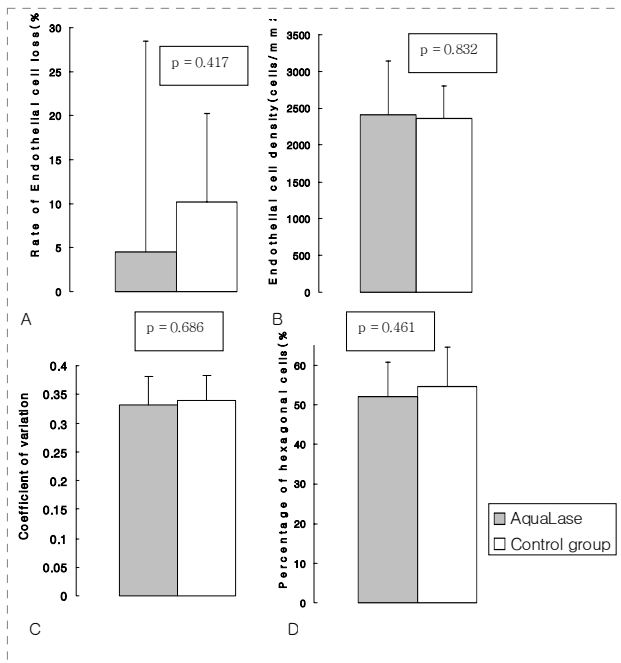 Rate of Endothelial cell loss(%
30
25
20
15
10
5
0
p = 0.417
A
Endothelial cell density(cells/mm
3500
3000
2500
2000
1500
1000
500
0
p = 0.832
B
Coefficient of variation
0.4
0.35
0.3
0.25
0.2
0.15
0.1
0.05
0
p = 0.686
C
Percentage of hexagonal cells(%
60
50
40
30
20
10
0
p = 0.461
D
AquaLase
Control group